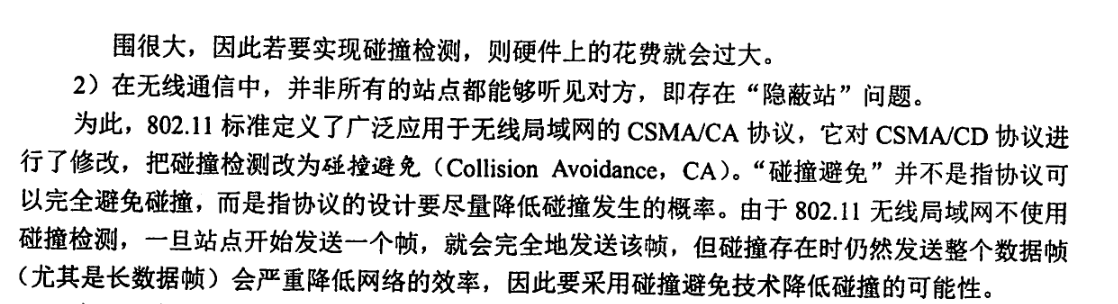 围很大，因此若要实现碰撞检测，则硬件上的花费就会过大。
2）在无线通信中，并非所有的站点都能够听见对方，即存在“隐蔽站”问题。
为此，802.11 标准定义了广泛应用于无线局域网的 CSMA/CA 协议，它对 CSMA/CD 协议进
行了修改，把碰撞检测改为碰撞避免（Collision Avoidance，CA）。“碰撞避免”并不是指协议可
以完全避免碰撞，而是指协议的设计要尽量降低碰撞发生的概率。由于 802.11 无线局域网不使用
碰撞检测，一旦站点开始发送一个帧，就会完全地发送该帧，但碰撞存在时仍然发送整个数据帧
（尤其是长数据帧）会严重降低网络的效率，因此要采用碰撞避免技术降低碰撞的可能性。